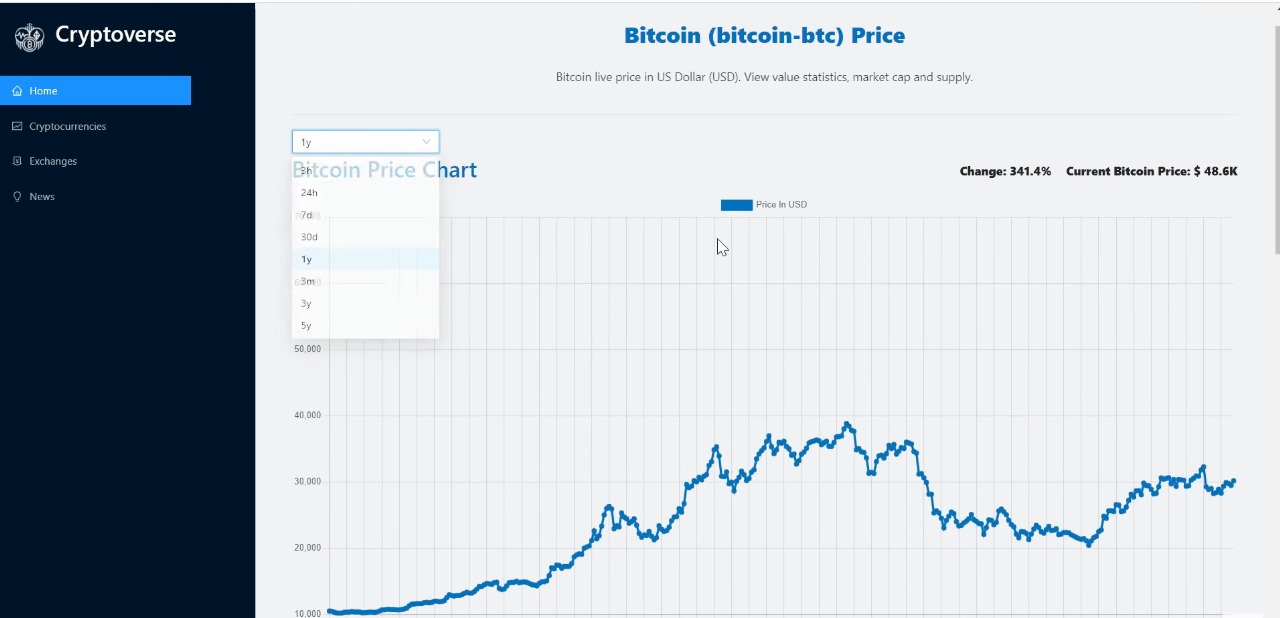 Cryptoverse
Home
Cryptocurrencies
Exchanges
News
Bitcoin (bitcoin-btc) Price
Bitcoin live price in US Dollar (USD). View value statistics, market cap and supply.
1y
Bitcoin Price Chart
Change: 341.4% Current Bitcoin Price: $ 48.6K
Price In USD
3h
24h
7d
30d
1y
3m
3y
5y
50,000
40,000
30,000
20,000
10,000